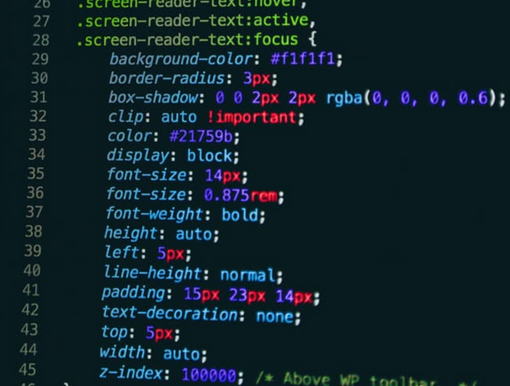 26 .screen-reader-text:hover,
27 .screen-reader-text:active,
28 .screen-reader-text:focus {
29 background-color: #f1f1f1;
30 border-radius: 3px;
31 box-shadow: 0 0 2px 2px rgba(0, 0, 0, 0.6);
32 clip: auto !important;
33 color: #21759b;
34 display: block;
35 font-size: 14px;
36 font-size: 0.875rem;
37 font-weight: bold;
38 height: auto;
39 left: 5px;
40 line-height: normal;
41 padding: 15px 23px 14px;
42 text-decoration: none;
43 top: 5px;
44 width: auto;
45 z-index: 100000; /* Above WP toolbar. */